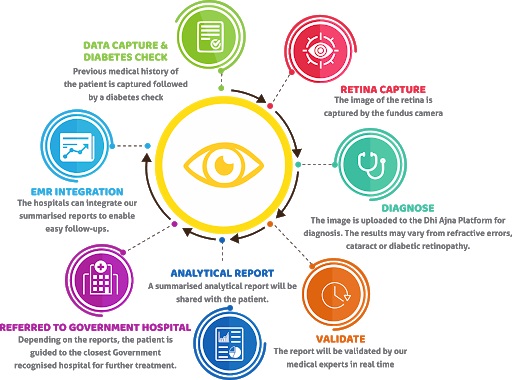 DATA CAPTURE &
DIABETES CHECK
Previous medical history of
the patient is captured followed
by a diabetes check
RETINA CAPTURE
The image of the retina is
captured by the fundus camera
DIAGNOSE
The image is uploaded to the Dhi Ajna Platform for
diagnosis. The results may vary from refractive errors,
cataract or diabetic retinopathy.
VALIDATE
The report will be validated by our
medical experts in real time
ANALYTICAL REPORT
A summarised analytical report will be
shared with the patient.
REFERRED TO GOVERNMENT HOSPITAL
Depending on the reports, the patient is
guided to the closest Government
recognised hospital for further treatment.
EMR INTEGRATION
The hospitals can integrate our
summarised reports to enable
easy follow-ups.